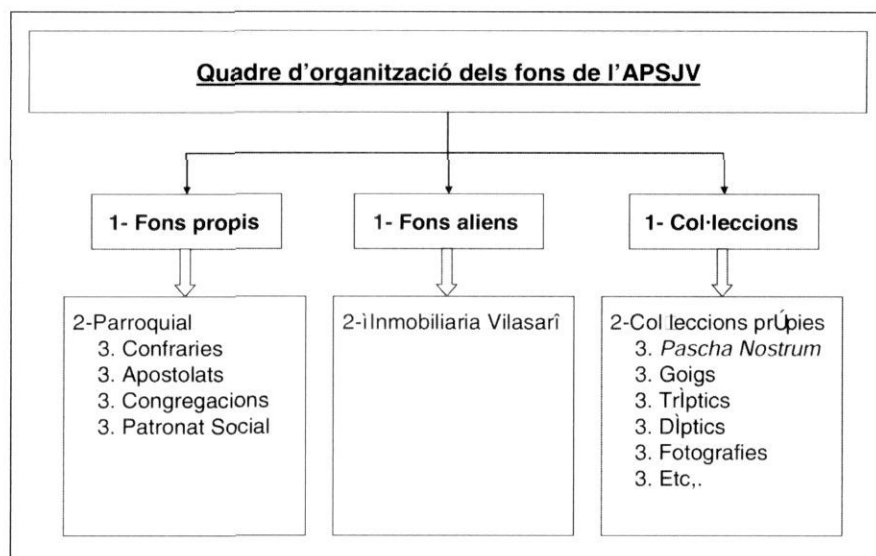 Quadre d'organització dels fons de l'APSJV
1- Fons propis
1- Fons aliens
1- Col·leccions
2-Parroquial
3. Confraries
3. Apostolats
3. Congregacions
3. Patronat Social
2-ìInmobiliaria Vilasarî
2-Col leccions prÚpies
3. Pascha Nostrum
3. Goigs
3. TrÌptics
3. DÌptics
3. Fotografies
3. Etc,.